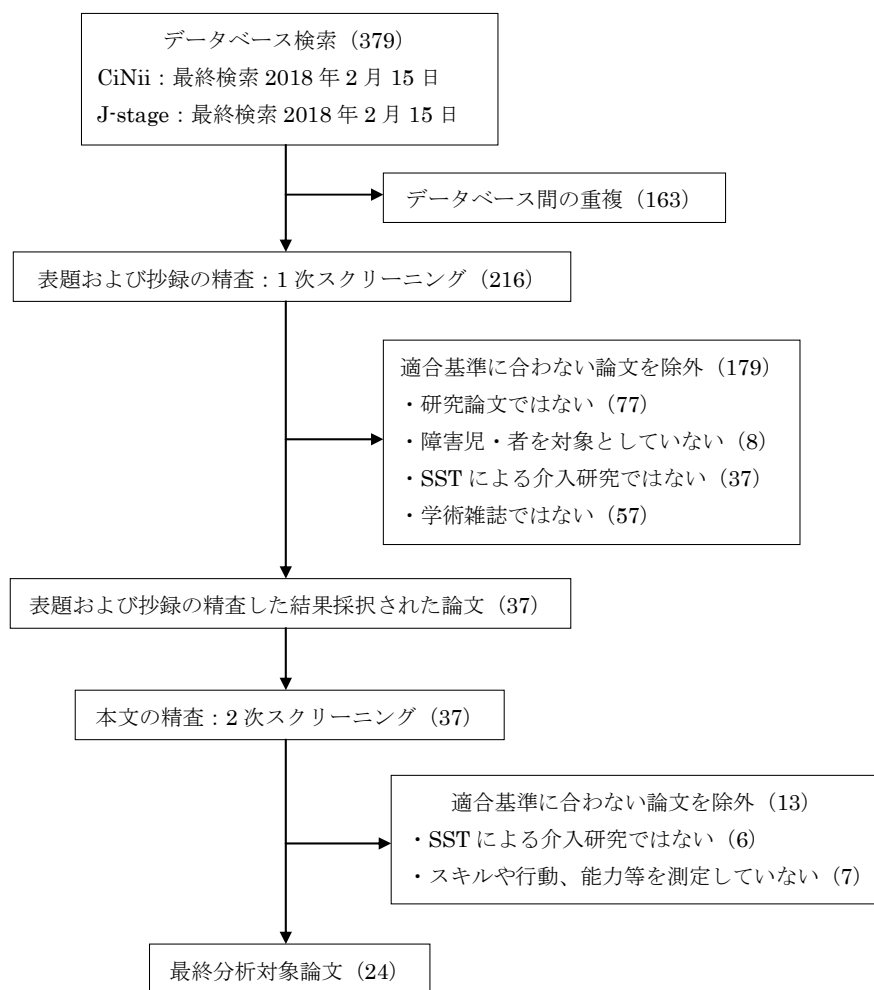 データベース検索（379）
CiNii：最終検索 2018 年 2 月 15 日
J-stage：最終検索 2018 年 2 月 15 日
データベース間の重複（163）
表題および抄録の精査：1 次スクリーニング（216）
適合基準に合わない論文を除外（179）
・研究論文ではない（77）
・障害児・者を対象としていない（8）
・SST による介入研究ではない（37）
・学術雑誌ではない（57）
表題および抄録の精査した結果採択された論文（37）
本文の精査：2 次スクリーニング（37）
適合基準に合わない論文を除外（13）
・SST による介入研究ではない（6）
・スキルや行動、能力等を測定していない（7）
最終分析対象論文（24）